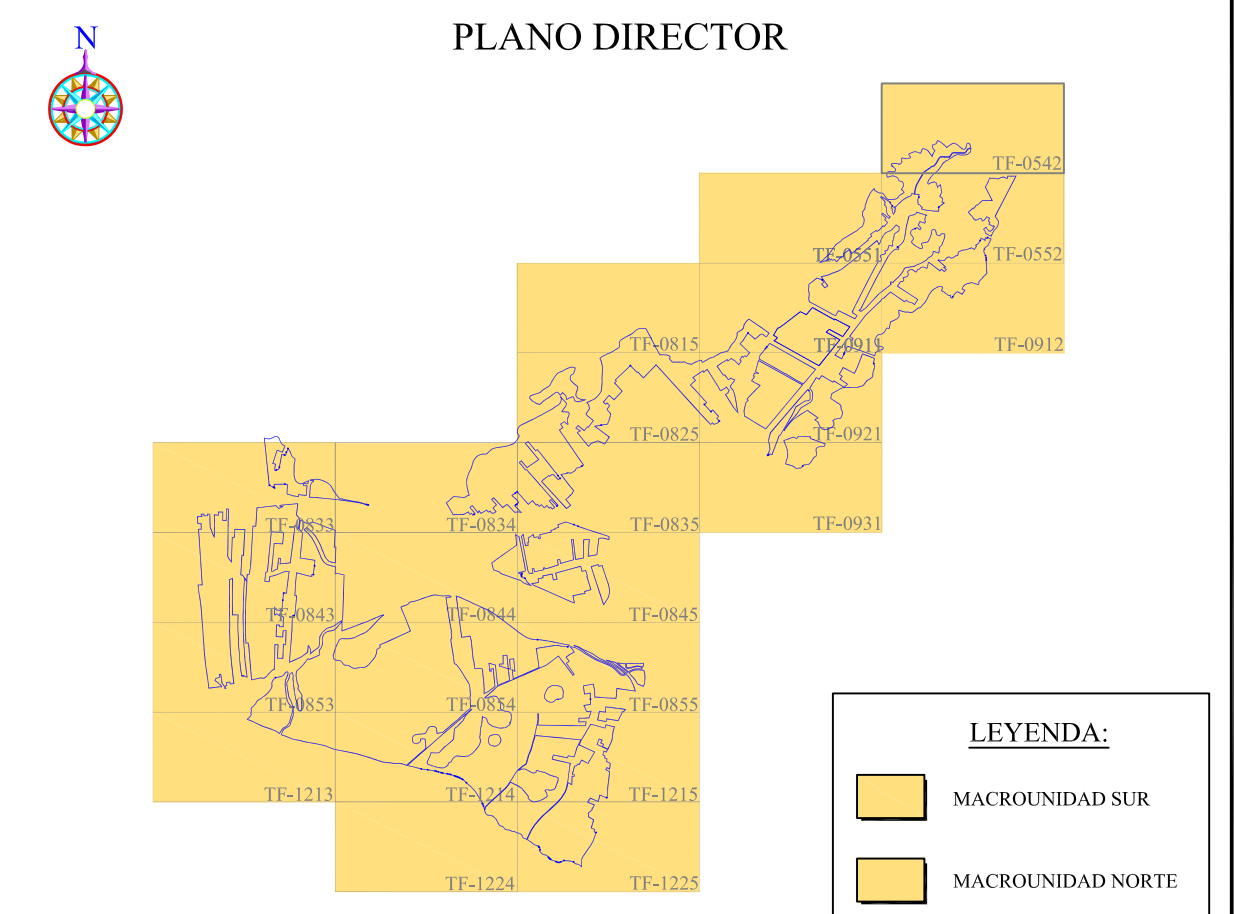 N
PLANO DIRECTOR
TF-0542
TF-0551
TF-0552
TF-0815
TF-0911
TF-0912
TF-0825
TF-0921
TF-0833
TF-0834
TF-0835
TF-0931
TF-0843
TF-0844
TF-0845
TF-0853
TF-0854
TF-0855
TF-1213
TF-1214
TF-1215
TF-1224
TF-1225
LEYENDA:
MACROUNIDAD SUR
MACROUNIDAD NORTE